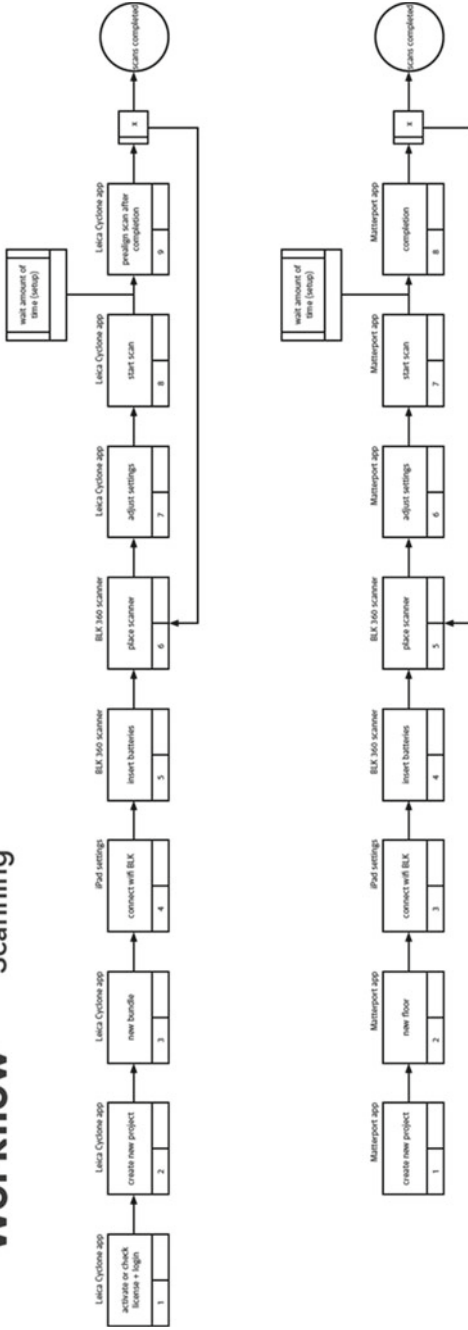 Workflow Scanning
Leica Cyclone app
activate or check
license + login
1
Leica Cyclone app
create new project
2
Leica Cyclone app
new bundle
3
iPad settings
connect wifi BLK
4
BLK 360 scanner
insert batteries
5
BLK 360 scanner
place scanner
6
Leica Cyclone app
adjust settings
7
Leica Cyclone app
start scan
8
wait amount of
time (setup)
Leica Cyclone app
prealign scan after
completion
9
x
scans completed
Matterport app
create new project
1
Matterport app
new floor
2
iPad settings
connect wifi BLK
3
BLK 360 scanner
insert batteries
4
BLK 360 scanner
place scanner
5
Matterport app
adjust settings
6
Matterport app
start scan
7
wait amount of
time (setup)
Matterport app
completion
8
x
scans completed